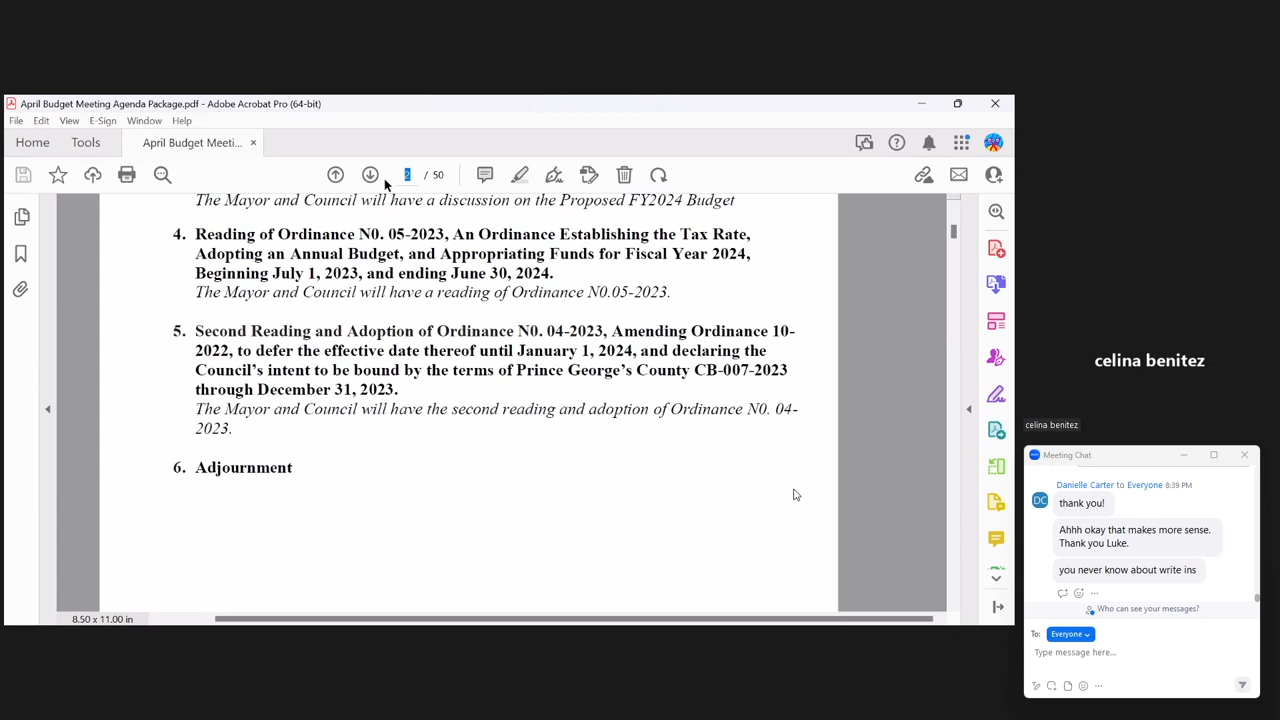 April Budget Meeting Agenda Package.pdf - Adobe Acrobat Pro (64-bit)
File Edit View E-Sign Window Help
Home Tools April Budget Meeti... ×
2 / 50
The Mayor and Council will have a discussion on the Proposed FY2024 Budget
4. Reading of Ordinance N0. 05-2023, An Ordinance Establishing the Tax Rate,
Adopting an Annual Budget, and Appropriating Funds for Fiscal Year 2024,
Beginning July 1, 2023, and ending June 30, 2024.
The Mayor and Council will have a reading of Ordinance N0.05-2023.
5. Second Reading and Adoption of Ordinance N0. 04-2023, Amending Ordinance 10-
2022, to defer the effective date thereof until January 1, 2024, and declaring the
Council's intent to be bound by the terms of Prince George's County CB-007-2023
through December 31, 2023.
The Mayor and Council will have the second reading and adoption of Ordinance N0. 04-
2023.
6. Adjournment
8.50 x 11.00 in
celina benitez
celina benitez
Meeting Chat
Danielle Carter to Everyone 8:39 PM
DC
thank you!
Ahhh okay that makes more sense.
Thank you Luke.
you never know about write ins
Who can see your messages?
To: Everyone
Type message here...